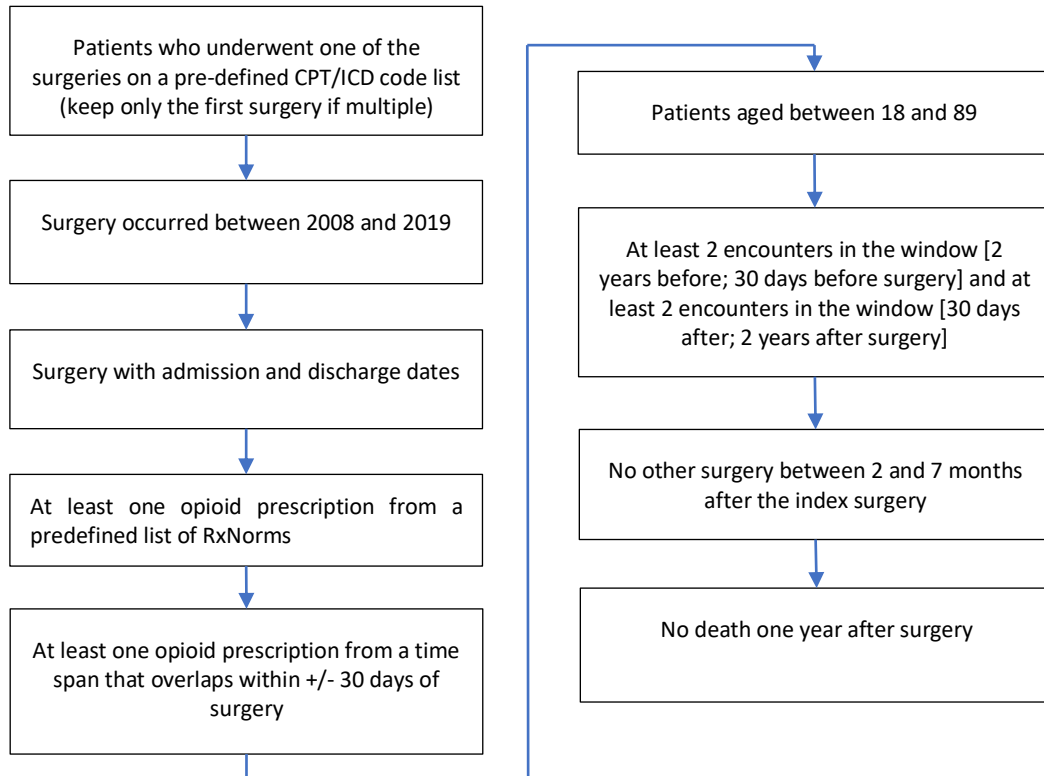 Patients who underwent one of the
surgeries on a pre-defined CPT/ICD code list
(keep only the first surgery if multiple)
Surgery occurred between 2008 and 2019
Surgery with admission and discharge dates
At least one opioid prescription from a
predefined list of RxNorms
At least one opioid prescription from a time
span that overlaps within +/- 30 days of
surgery
Patients aged between 18 and 89
At least 2 encounters in the window [2
years before; 30 days before surgery] and at
least 2 encounters in the window [30 days
after; 2 years after surgery]
No other surgery between 2 and 7 months
after the index surgery
No death one year after surgery